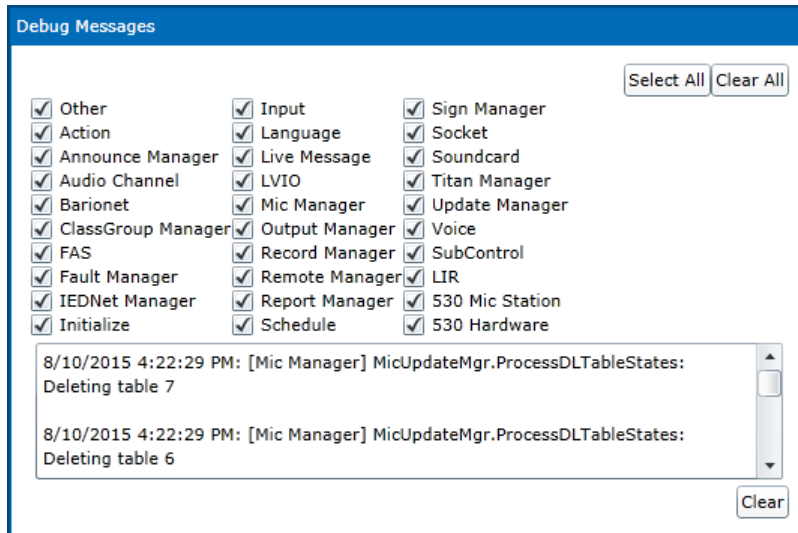 Debug Messages
Select All Clear All
Other Input Sign Manager
Action Language Socket
Announce Manager Live Message Soundcard
Audio Channel LVIO Titan Manager
Barionet Mic Manager Update Manager
ClassGroup Manager Output Manager Voice
FAS Record Manager SubControl
Fault Manager Remote Manager LIR
IEDNet Manager Report Manager 530 Mic Station
Initialize Schedule 530 Hardware
8/10/2015 4:22:29 PM: [Mic Manager] MicUpdateMgr.ProcessDLTableStates:
Deleting table 7
8/10/2015 4:22:29 PM: [Mic Manager] MicUpdateMgr.ProcessDLTableStates:
Deleting table 6
Clear